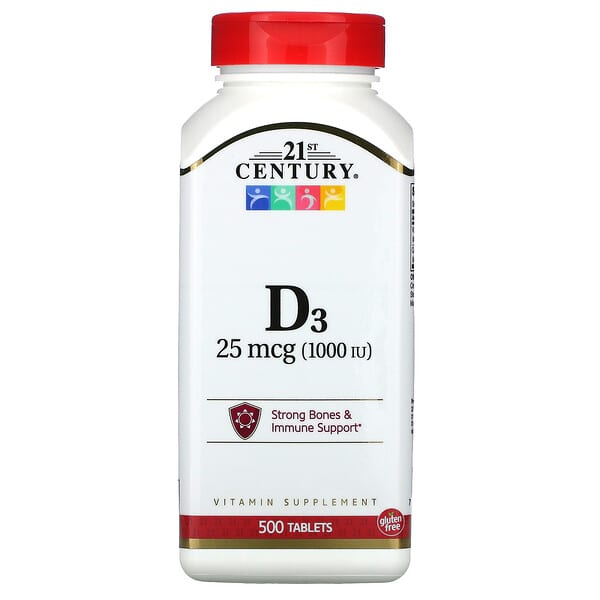 21ST
CENTURY®
D3
25 mcg (1000 IU)
Strong Bones &
Immune Support*
VITAMIN SUPPLEMENT
500 TABLETS
gluten
free